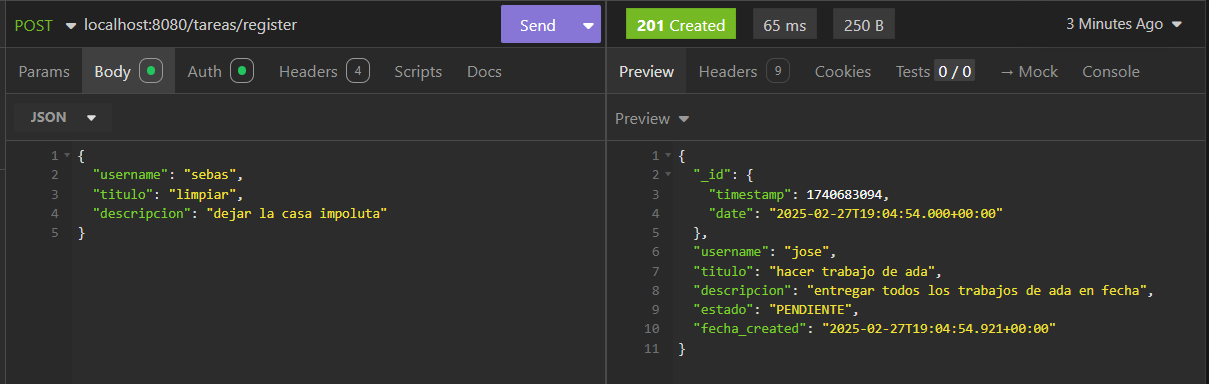 POST localhost:8080/tareas/register Send 201 Created 65 ms 250 B 3 Minutes Ago
Params Body Auth Headers 4 Scripts Docs Preview Headers 9 Cookies Tests 0 / 0 → Mock Console
JSON
1 {
2 "username": "sebas",
3 "titulo": "limpiar",
4 "descripcion": "dejar la casa impoluta"
5 }
Preview
1 {
2 "_id": {
3 "timestamp": 1740683094,
4 "date": "2025-02-27T19:04:54.000+00:00"
5 },
6 "username": "jose",
7 "titulo": "hacer trabajo de ada",
8 "descripcion": "entregar todos los trabajos de ada en fecha",
9 "estado": "PENDIENTE",
10 "fecha_created": "2025-02-27T19:04:54.921+00:00"
11 }